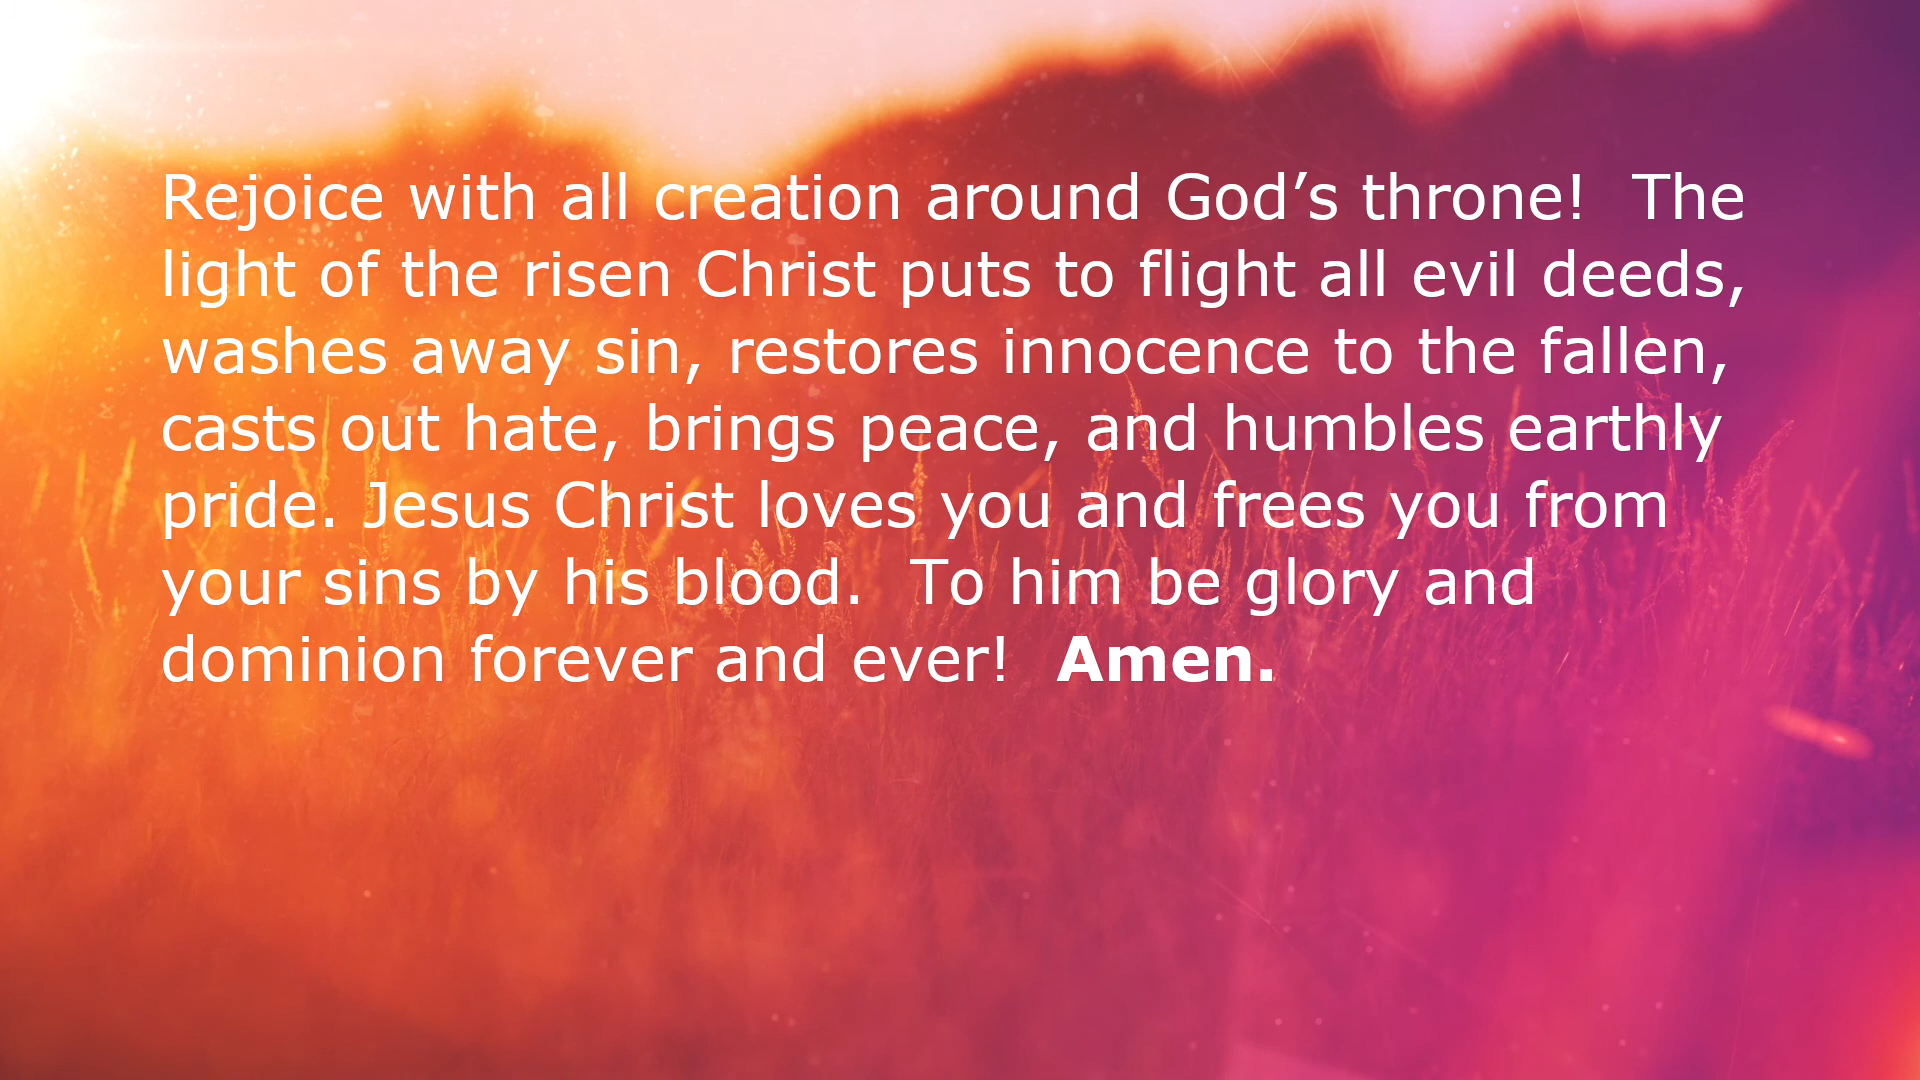 Rejoice with all creation around God’s throne!  The
light of the risen Christ puts to flight all evil deeds,
washes away sin, restores innocence to the fallen,
casts out hate, brings peace, and humbles earthly
pride. Jesus Christ loves you and frees you from
your sins by his blood.  To him be glory and
dominion forever and ever!  Amen.